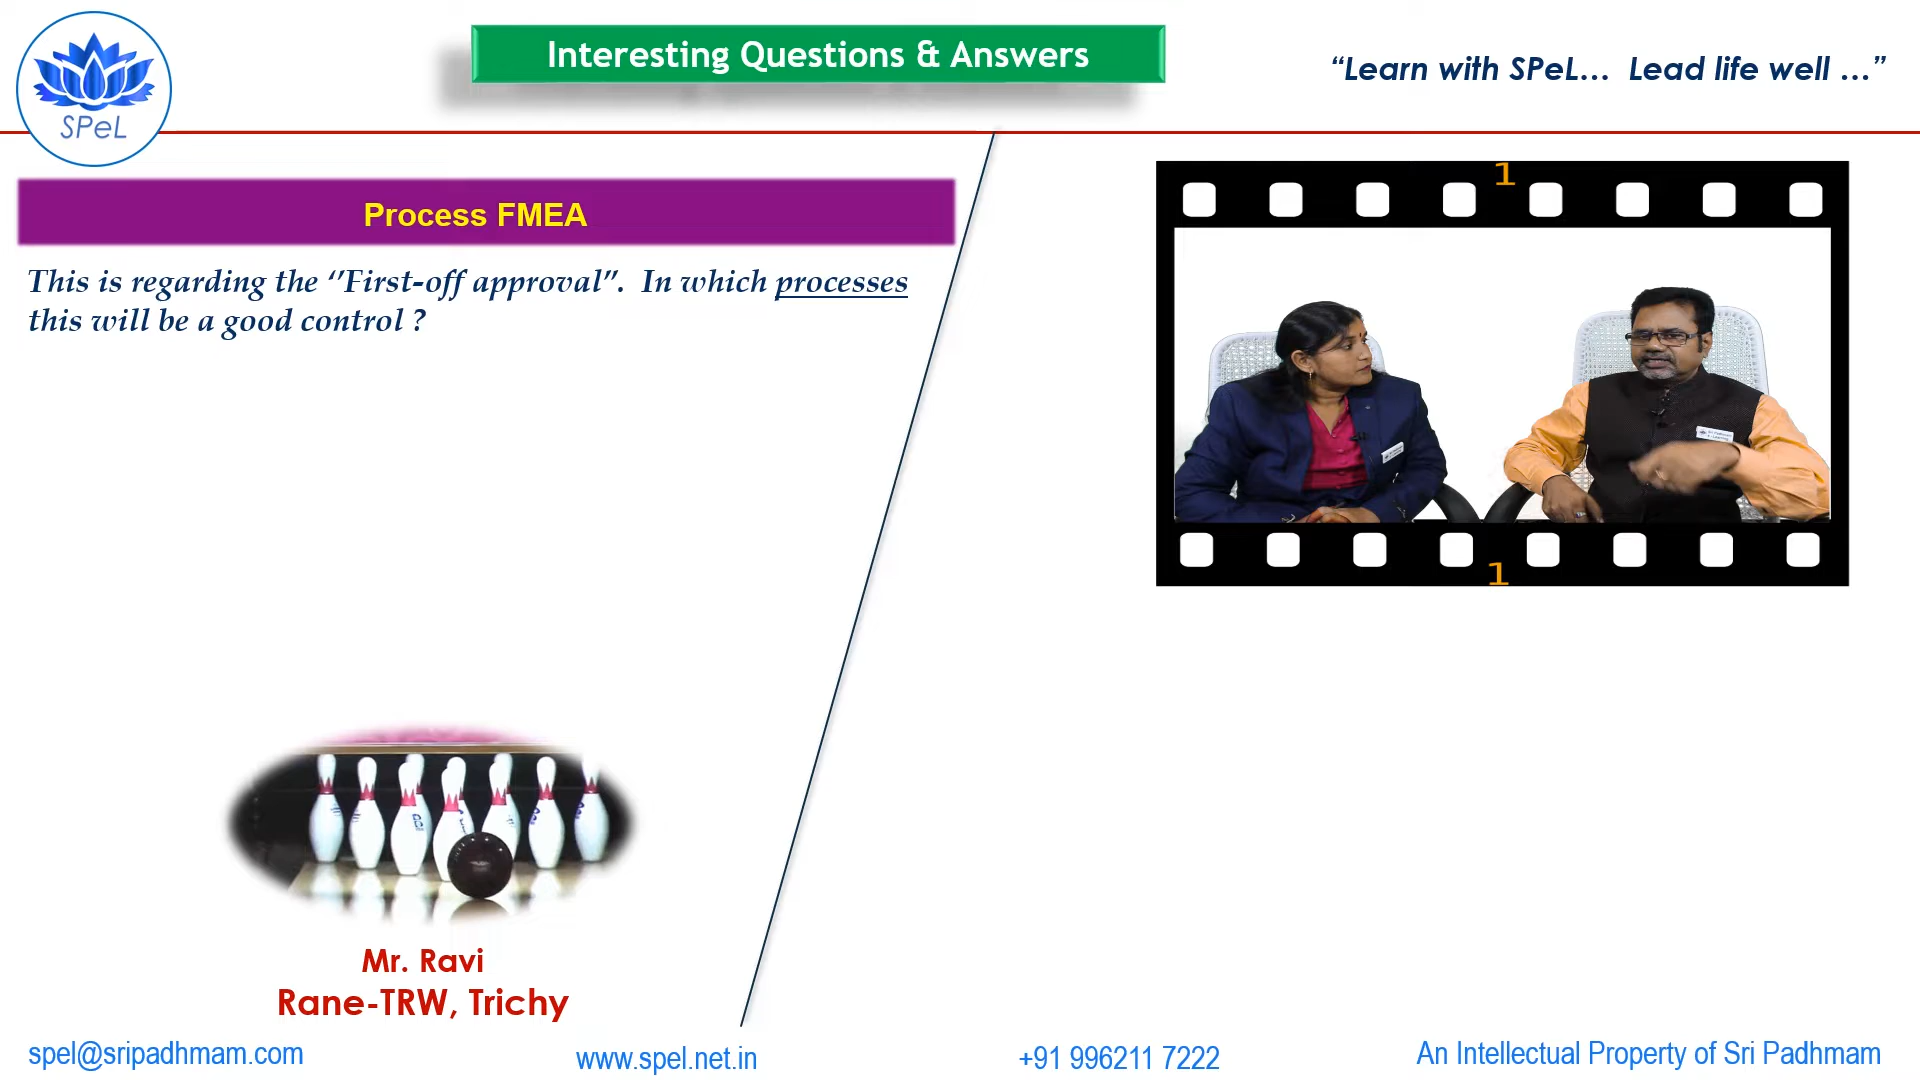 SPeL
Interesting Questions & Answers
“Learn with SPeL... Lead life well ...”
Process FMEA
This is regarding the ‘’First-off approval”. In which processes
this will be a good control ?
1
1
Mr. Ravi
Rane-TRW, Trichy
spel@sripadhmam.com
www.spel.net.in
+91 996211 7222
An Intellectual Property of Sri Padhmam